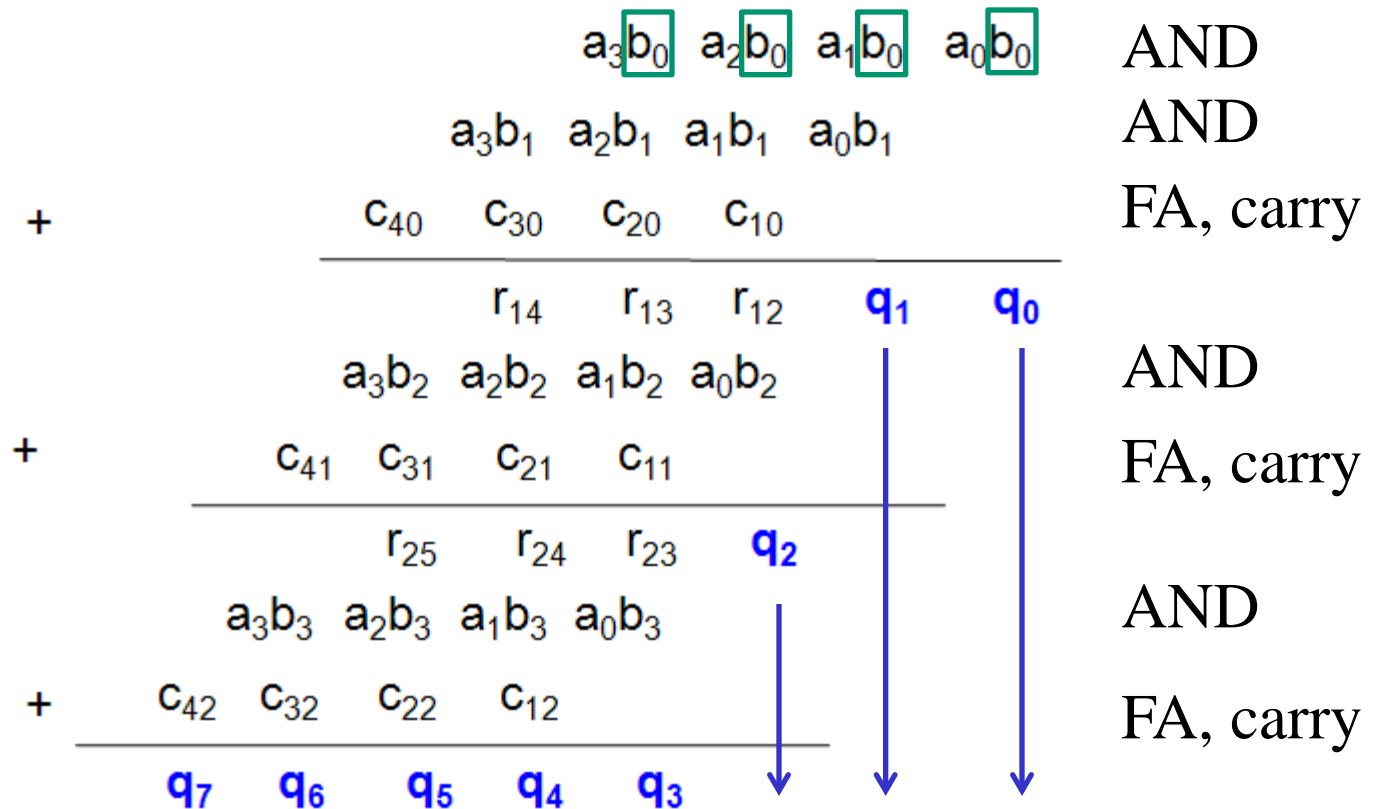 a₃b₀ a₂b₀ a₁b₀ a₀b₀ AND
a₃b₁ a₂b₁ a₁b₁ a₀b₁ AND
+ c₄₀ c₃₀ c₂₀ c₁₀ FA, carry
r₁₄ r₁₃ r₁₂ q₁ q₀
a₃b₂ a₂b₂ a₁b₂ a₀b₂ AND
+ c₄₁ c₃₁ c₂₁ c₁₁ FA, carry
r₂₅ r₂₄ r₂₃ q₂
a₃b₃ a₂b₃ a₁b₃ a₀b₃ AND
+ c₄₂ c₃₂ c₂₂ c₁₂ FA, carry
q₇ q₆ q₅ q₄ q₃